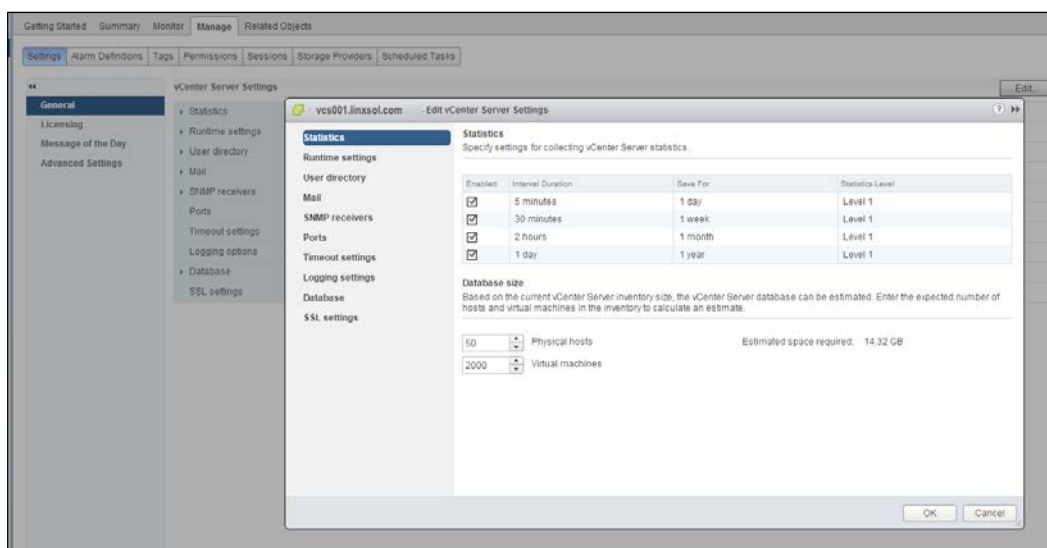 Getting Started Summary Monitor Manage Related Objects
Settings Alarm Definitions Tags Permissions Sessions Storage Providers Scheduled Tasks
vCenter Server Settings Edit...
General
Licensing
Message of the Day
Advanced Settings
Statistics
Runtime settings
User directory
Mail
SNMP receivers
Ports
Timeout settings
Logging options
Database
SSL settings
vcs001.linxsol.com - Edit vCenter Server Settings
Statistics
Runtime settings
User directory
Mail
SNMP receivers
Ports
Timeout settings
Logging settings
Database
SSL settings
Statistics
Specify settings for collecting vCenter Server statistics.
Enabled Interval Duration Save For Statistics Level
5 minutes 1 day Level 1
30 minutes 1 week Level 1
2 hours 1 month Level 1
1 day 1 year Level 1
Database size
Based on the current vCenter Server inventory size, the vCenter Server database can be estimated. Enter the expected number of
hosts and virtual machines in the inventory to calculate an estimate.
50 Physical hosts Estimated space required: 14.32 GB
2000 Virtual machines
OK Cancel